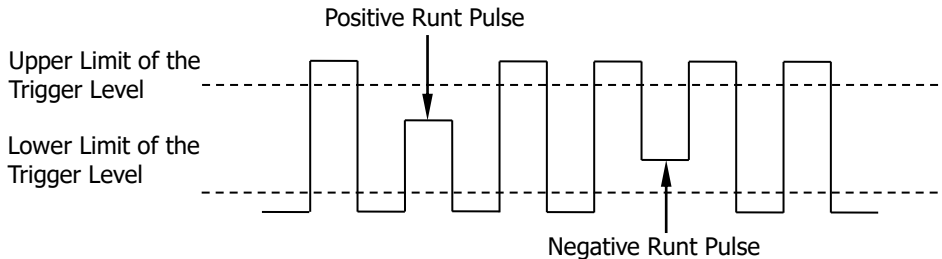 Positive Runt Pulse
Upper Limit of the
Trigger Level
Lower Limit of the
Trigger Level
Negative Runt Pulse